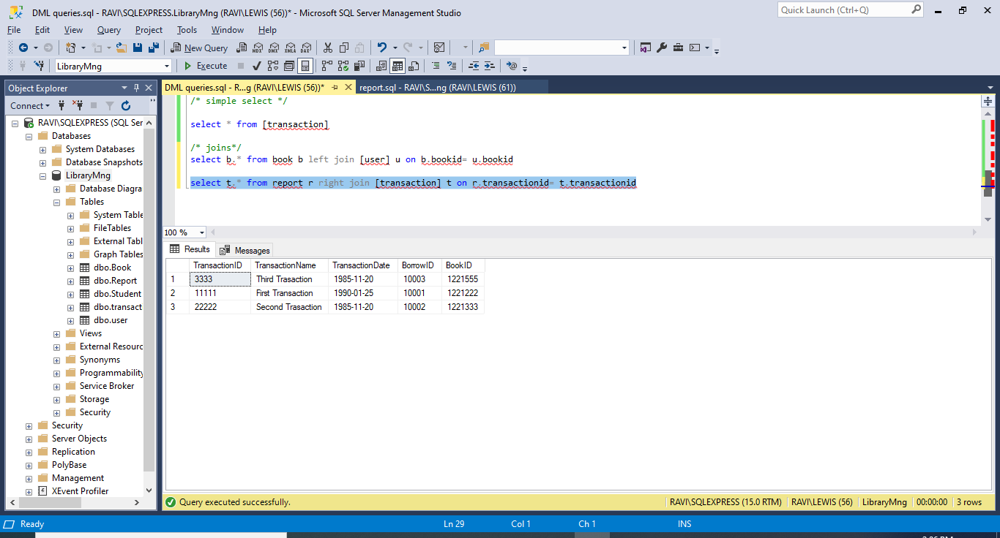 DML queries.sql - RAVI\SQLEXPRESS.LibraryMng (RAVI\LEWIS (56))* - Microsoft SQL Server Management Studio
Quick Launch (Ctrl+Q)
File Edit View Query Project Tools Window Help
New Query MDX DMX XMLA DAX
LibraryMng Execute
Object Explorer
DML queries.sql - R...g (RAVI\LEWIS (56))* report.sql - RAVI\S...ng (RAVI\LEWIS (61))
Connect
RAVI\SQLEXPRESS (SQL Ser
Databases
System Databases
Database Snapshots
LibraryMng
Database Diagra
Tables
System Table
FileTables
External Tabl
Graph Tables
dbo.Book
dbo.Report
dbo.Student
dbo.transact
dbo.user
Views
External Resourc
Synonyms
Programmability
Service Broker
Storage
Security
Security
Server Objects
Replication
PolyBase
Management
XEvent Profiler
/* simple select */
select * from [transaction]
/* joins*/
select b.* from book b left join [user] u on b.bookid= u.bookid
select t.* from report r right join [transaction] t on r.transactionid= t.transactionid
100 %
Results Messages
TransactionID TransactionName TransactionDate BorrowID BookID
1 3333 Third Trasaction 1985-11-20 10003 1221555
2 11111 First Transaction 1990-01-25 10001 1221222
3 22222 Second Trasaction 1985-11-20 10002 1221333
Query executed successfully. RAVI\SQLEXPRESS (15.0 RTM) RAVI\LEWIS (56) LibraryMng 00:00:00 3 rows
Ready Ln 29 Col 1 Ch 1 INS